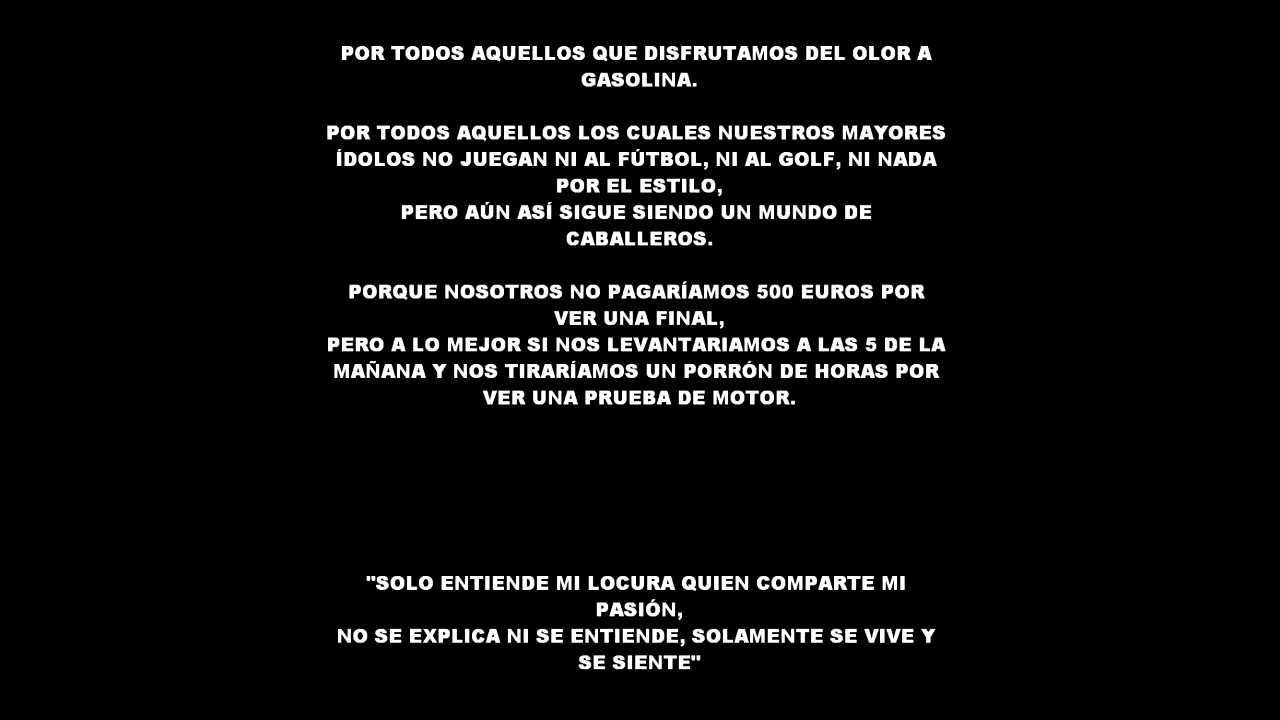 POR TODOS AQUELLOS QUE DISFRUTAMOS DEL OLOR A
GASOLINA.
POR TODOS AQUELLOS LOS CUALES NUESTROS MAYORES
ÍDOLOS NO JUEGAN NI AL FÚTBOL, NI AL GOLF, NI NADA
POR EL ESTILO,
PERO AÚN ASÍ SIGUE SIENDO UN MUNDO DE
CABALLEROS.
PORQUE NOSOTROS NO PAGARÍAMOS 500 EUROS POR
VER UNA FINAL,
PERO A LO MEJOR SI NOS LEVANTARIAMOS A LAS 5 DE LA
MAÑANA Y NOS TIRARÍAMOS UN PORRÓN DE HORAS POR
VER UNA PRUEBA DE MOTOR.
"SOLO ENTIENDE MI LOCURA QUIEN COMPARTE MI
PASIÓN,
NO SE EXPLICA NI SE ENTIENDE, SOLAMENTE SE VIVE Y
SE SIENTE"